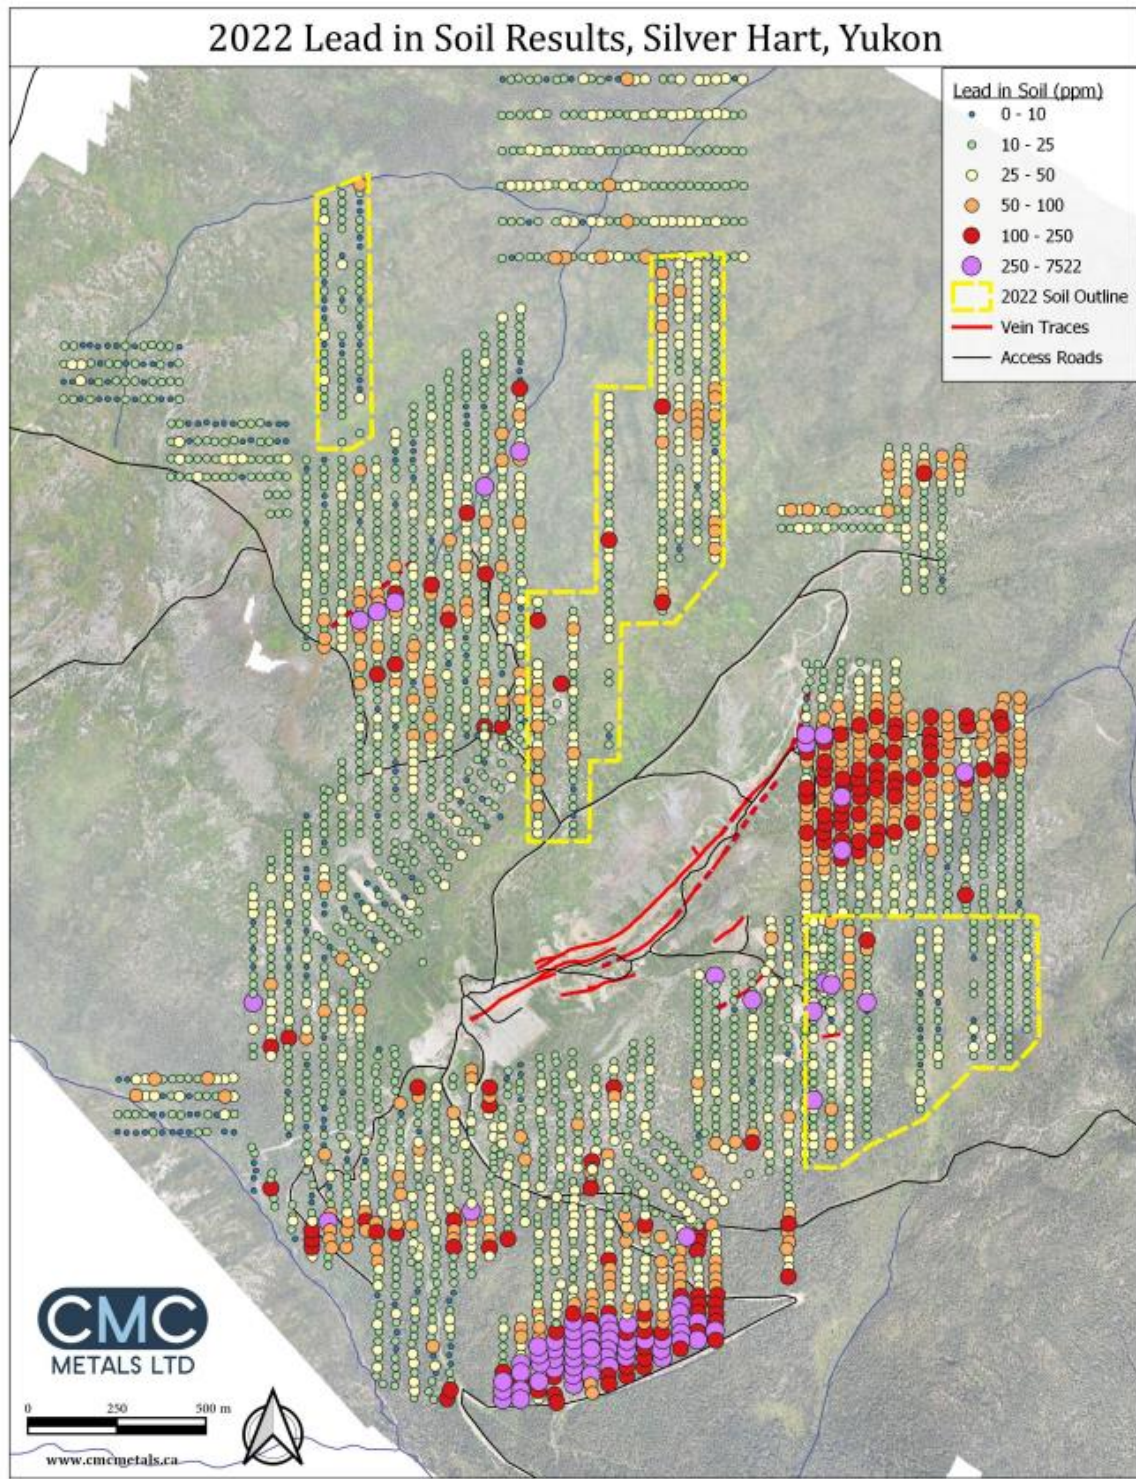 2022 Lead in Soil Results, Silver Hart, Yukon
Lead in Soil (ppm)
0 - 10
10 - 25
25 - 50
50 - 100
100 - 250
250 - 7522
2022 Soil Outline
Vein Traces
Access Roads
CMC
METALS LTD
0 250 500 m
www.cmcmetals.ca